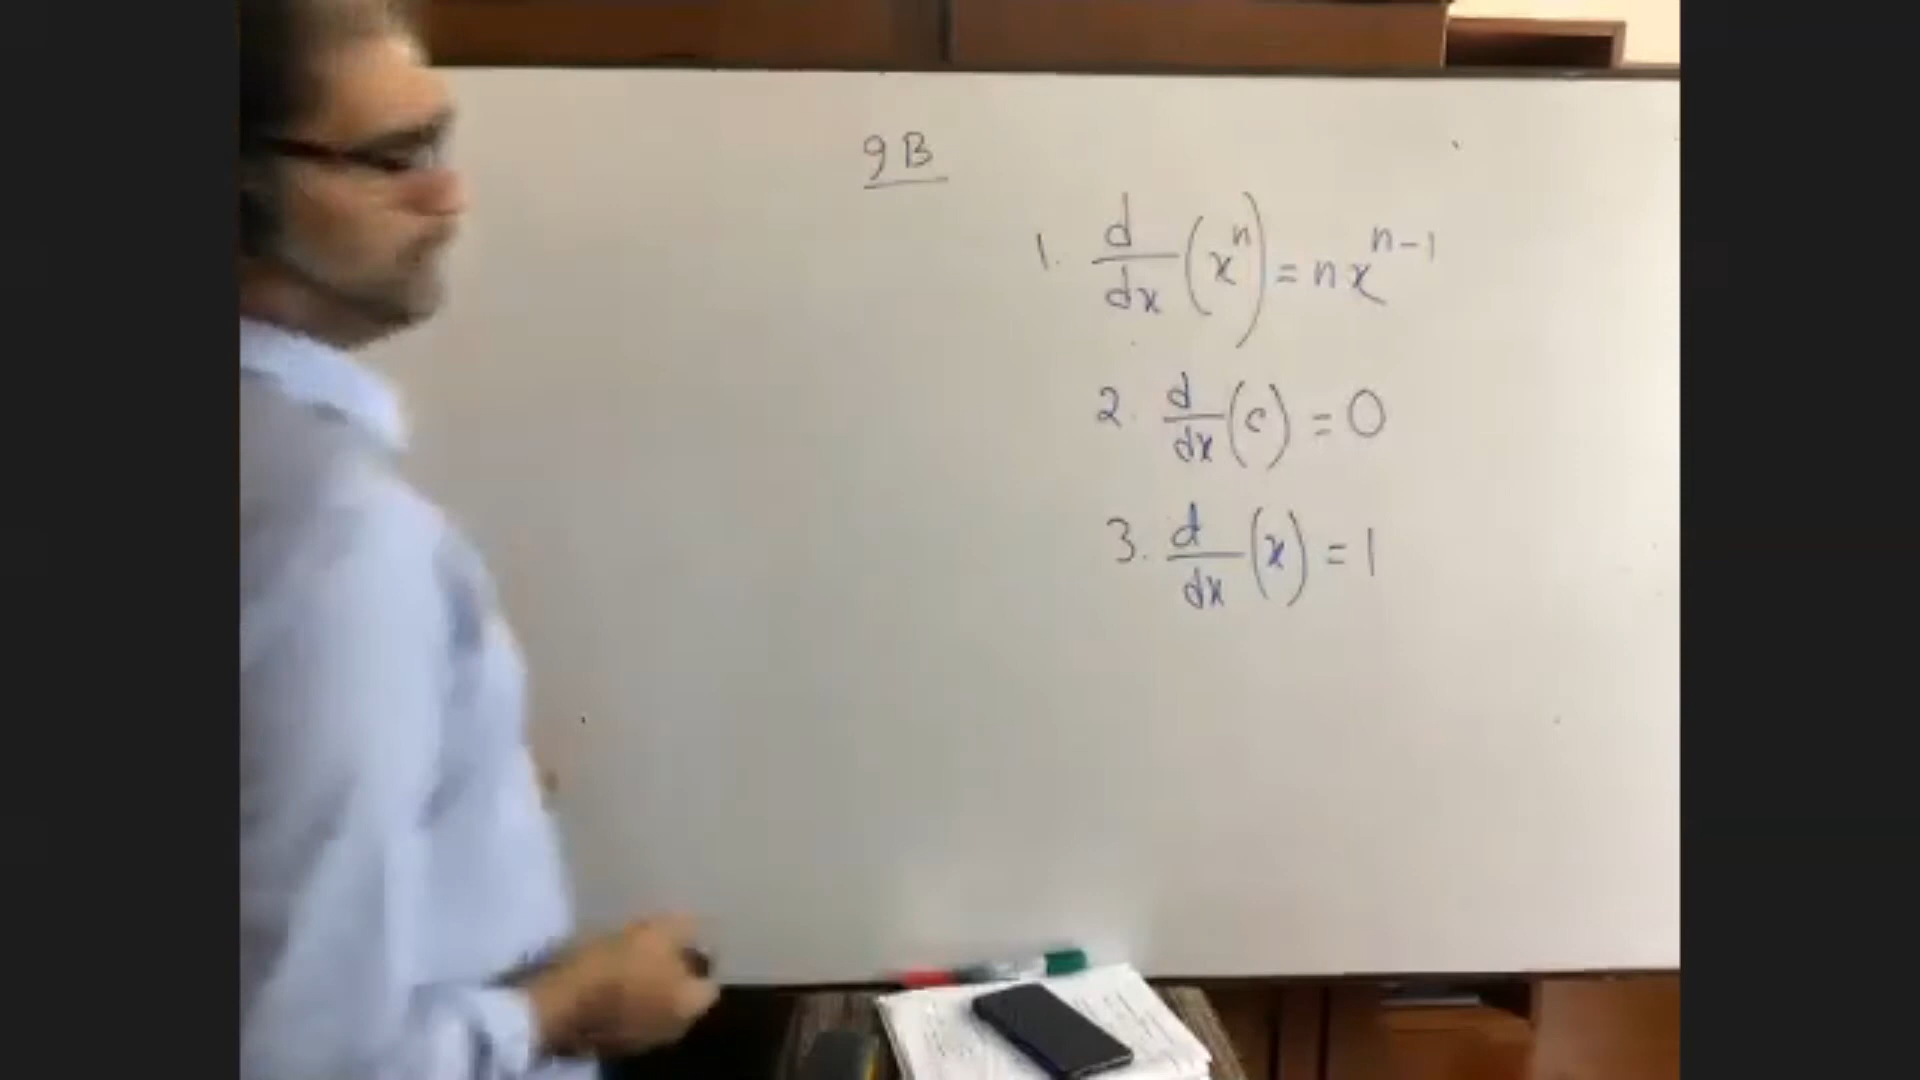 9B
1. d/dx (x^n) = nx^(n-1)
2. d/dx (c) = 0
3. d/dx (x) = 1